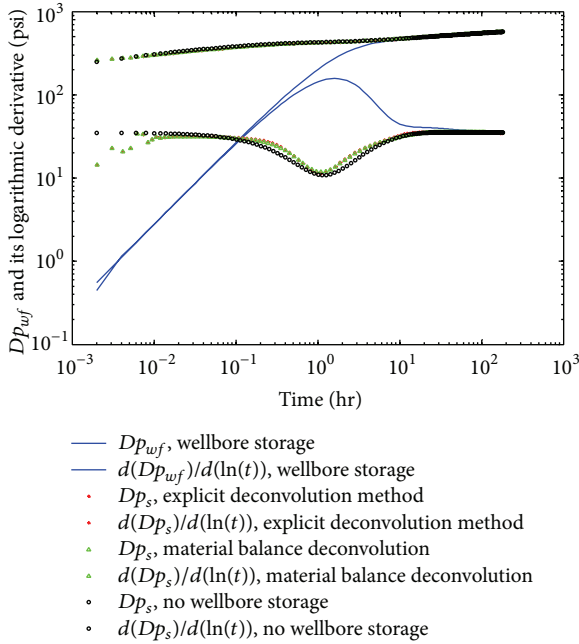 Dp_wf and its logarithmic derivative (psi)
10^3
10^2
10^1
10^0
10^−1
10^−3
10^−2
10^−1
10^0
10^1
10^2
10^3
Time (hr)
Dp_wf, wellbore storage
d(Dp_wf)/d(ln(t)), wellbore storage
Dp_s, explicit deconvolution method
d(Dp_s)/d(ln(t)), explicit deconvolution method
Dp_s, material balance deconvolution
d(Dp_s)/d(ln(t)), material balance deconvolution
Dp_s, no wellbore storage
d(Dp_s)/d(ln(t)), no wellbore storage